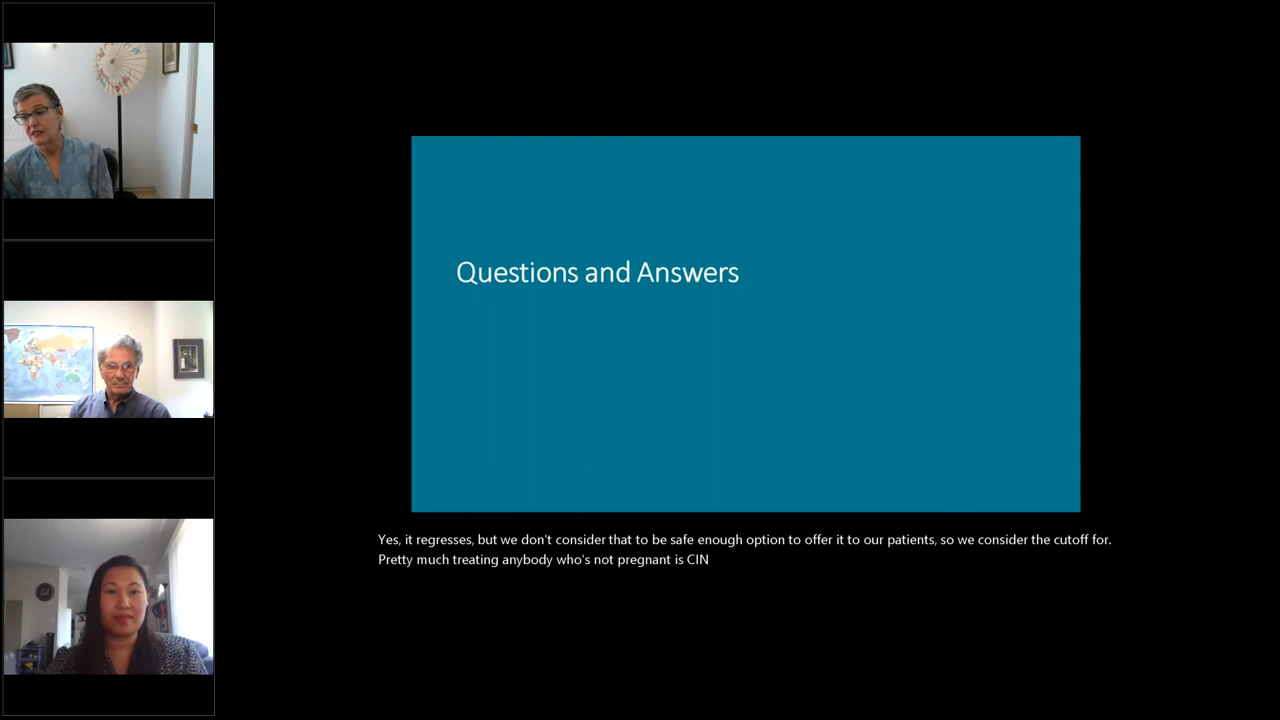 Questions and Answers
Yes, it regresses, but we don't consider that to be safe enough option to offer it to our patients, so we consider the cutoff for.
Pretty much treating anybody who's not pregnant is CIN